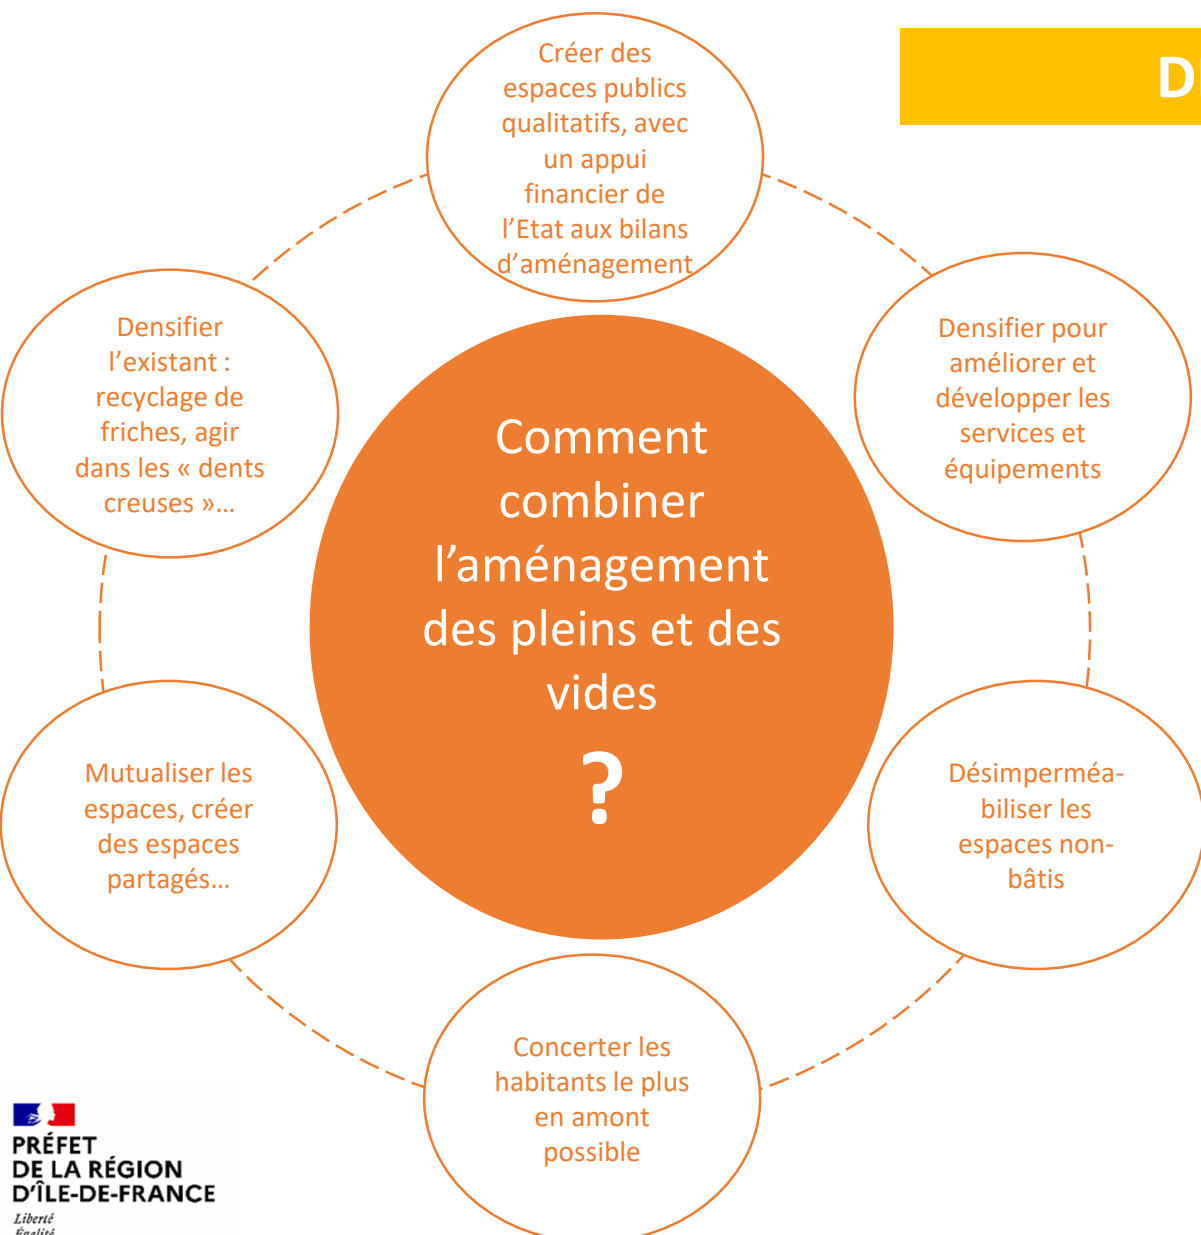 Créer des
espaces publics
qualitatifs, avec
un appui
financier de
l’Etat aux bilans
d’aménagement
Densifier pour
améliorer et
développer les
services et
équipements
Désimperméa-
biliser les
espaces non-
bâtis
Concerter les
habitants le plus
en amont
possible
Mutualiser les
espaces, créer
des espaces
partagés…
Densifier
l’existant :
recyclage de
friches, agir
dans les « dents
creuses »…
Comment
combiner
l’aménagement
des pleins et des
vides
?
PRÉFET
DE LA RÉGION
D’ÎLE-DE-FRANCE
Liberté
Égalité